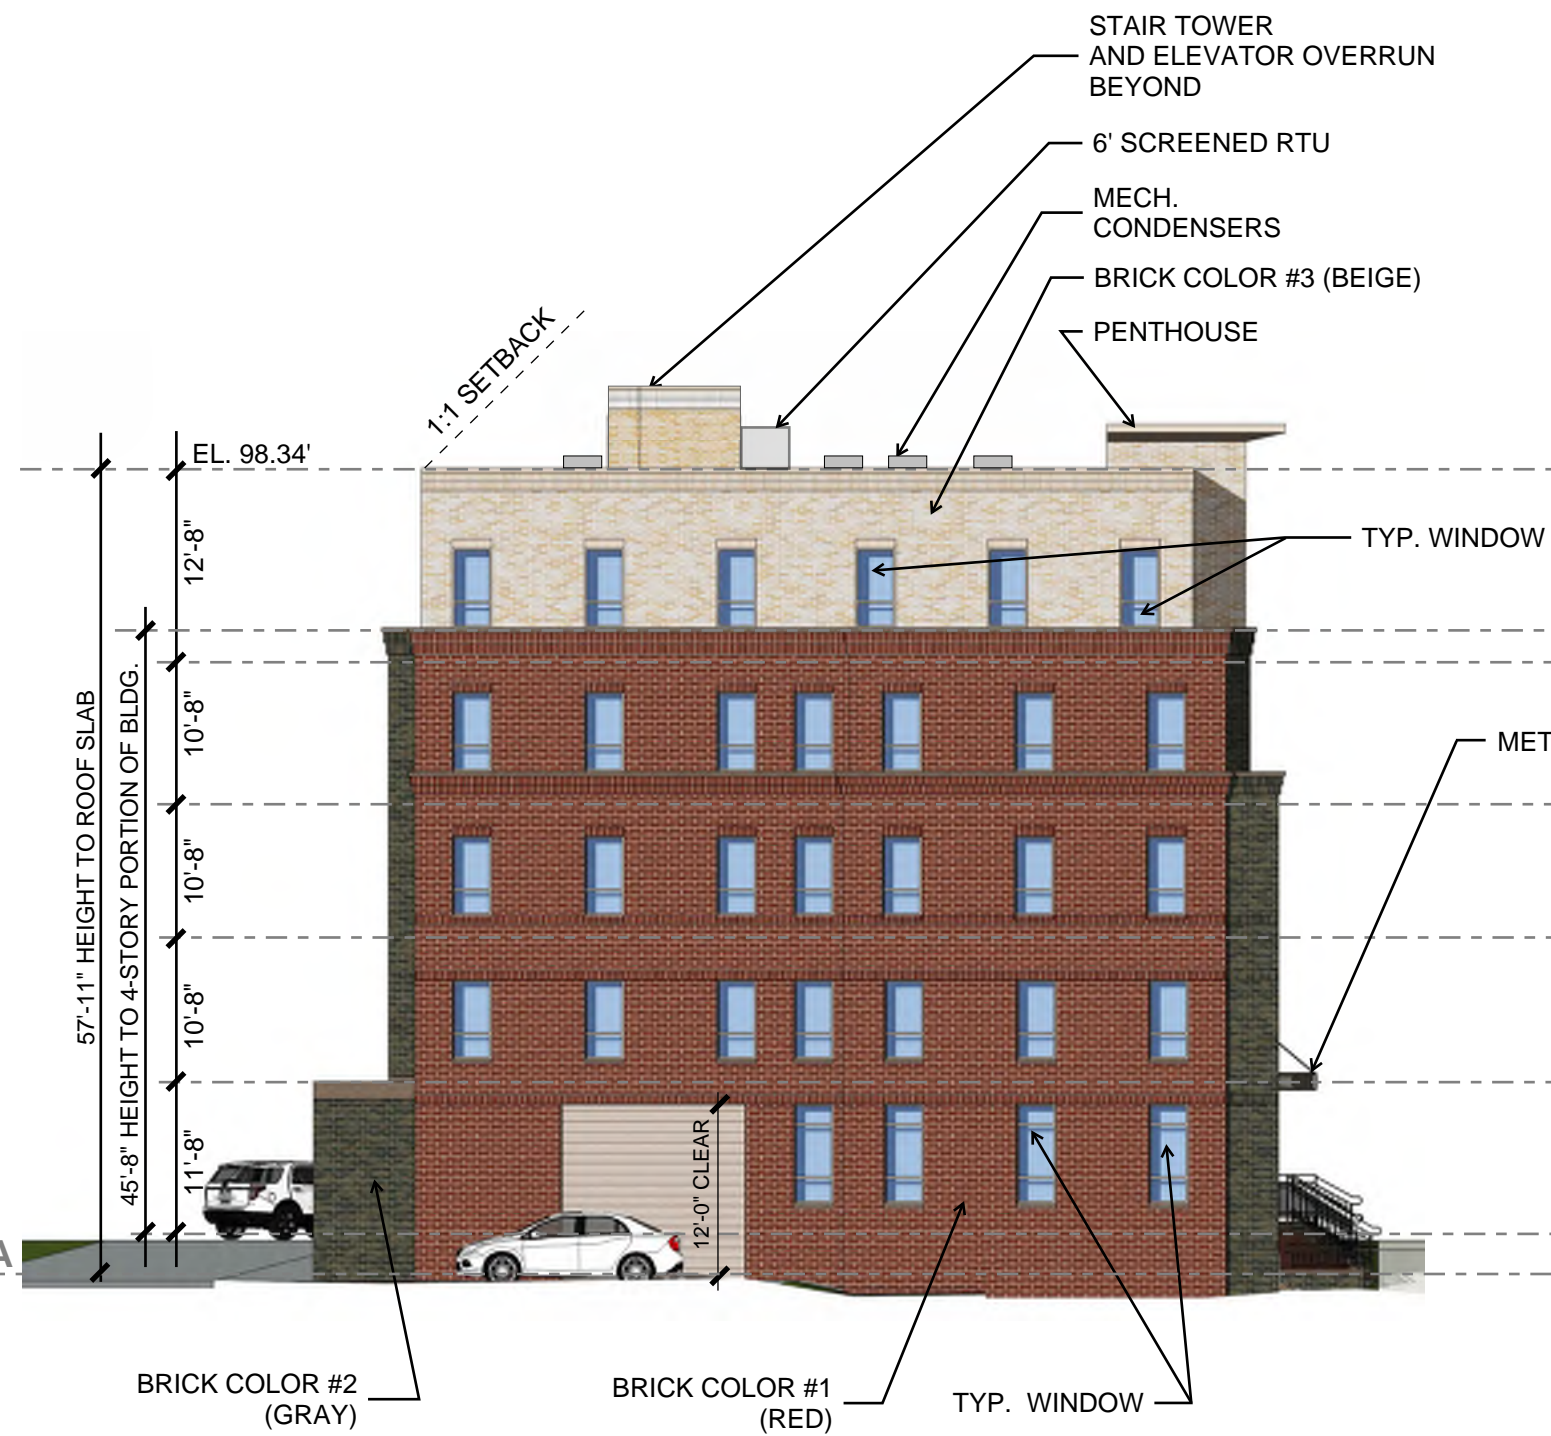 STAIR TOWER
AND ELEVATOR OVERRUN
BEYOND
6' SCREENED RTU
MECH.
CONDENSERS
BRICK COLOR #3 (BEIGE)
PENTHOUSE
1:1 SETBACK
EL. 98.34'
TYP. WINDOW
MET
12'-8"
10'-8"
10'-8"
10'-8"
11'-8"
57'-11" HEIGHT TO ROOF SLAB
45'-8" HEIGHT TO 4-STORY PORTION OF BLDG.
12'-0" CLEAR
A
BRICK COLOR #2
(GRAY)
BRICK COLOR #1
(RED)
TYP. WINDOW